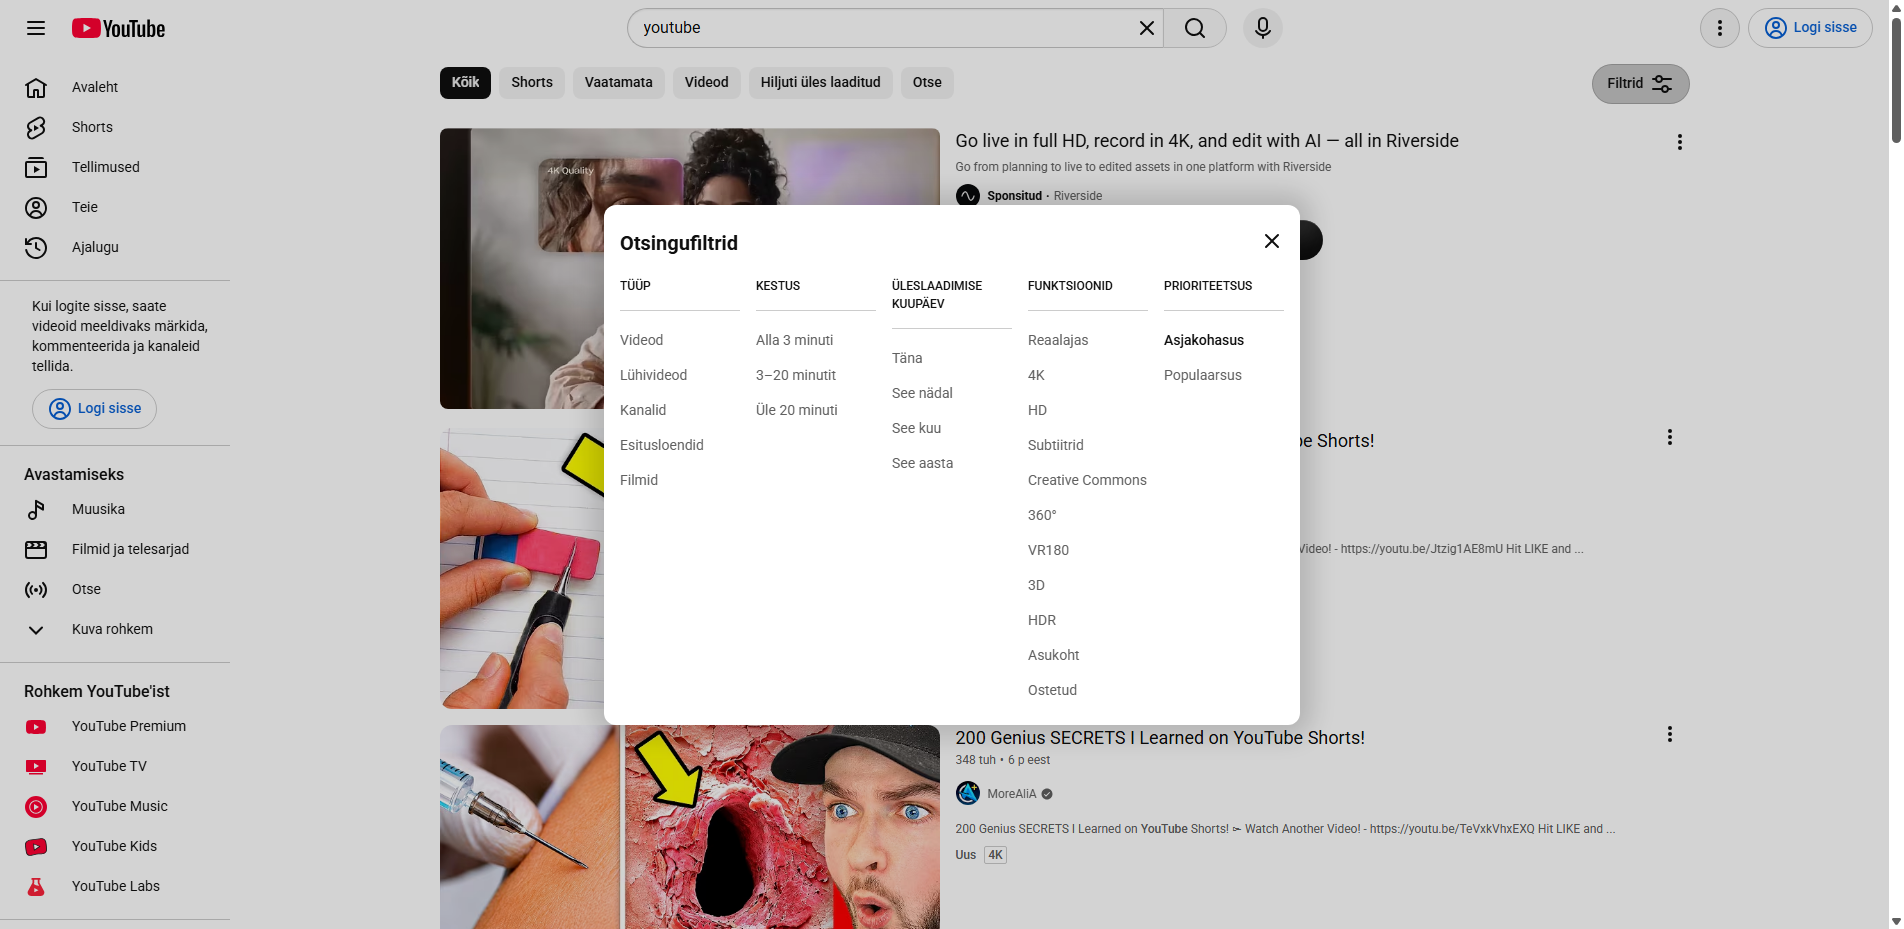 YouTube
youtube
Logi sisse
Avaleht
Shorts
Tellimused
Teie
Ajalugu
Kui logite sisse, saate
videoid meeldivaks märkida,
kommenteerida ja kanaleid
tellida.
Logi sisse
Avastamiseks
Muusika
Filmid ja telesarjad
Otse
Kuva rohkem
Rohkem YouTube'ist
YouTube Premium
YouTube TV
YouTube Music
YouTube Kids
YouTube Labs
Kõik
Shorts
Vaatamata
Videod
Hiljuti üles laaditud
Otse
Filtrid
4K Quality
Go live in full HD, record in 4K, and edit with AI — all in Riverside
Go from planning to live to edited assets in one platform with Riverside
Sponsitud · Riverside
Otsingufiltrid
TÜÜP
Videod
Lühivideod
Kanalid
Esitusloendid
Filmid
KESTUS
Alla 3 minuti
3–20 minutit
Üle 20 minuti
ÜLESLAADIMISE
KUUPÄEV
Täna
See nädal
See kuu
See aasta
FUNKTSIOONID
Reaalajas
4K
HD
Subtiitrid
Creative Commons
360°
VR180
3D
HDR
Asukoht
Ostetud
PRIORITEETSUS
Asjakohasus
Populaarsus
Shorts!
Video! - https://youtu.be/Jtzig1AE8mU Hit LIKE and ...
200 Genius SECRETS I Learned on YouTube Shorts!
348 tuh • 6 p eest
MoreAliA
200 Genius SECRETS I Learned on YouTube Shorts! ➛ Watch Another Video! - https://youtu.be/TeVxkVhxEXQ Hit LIKE and ...
Uus 4K